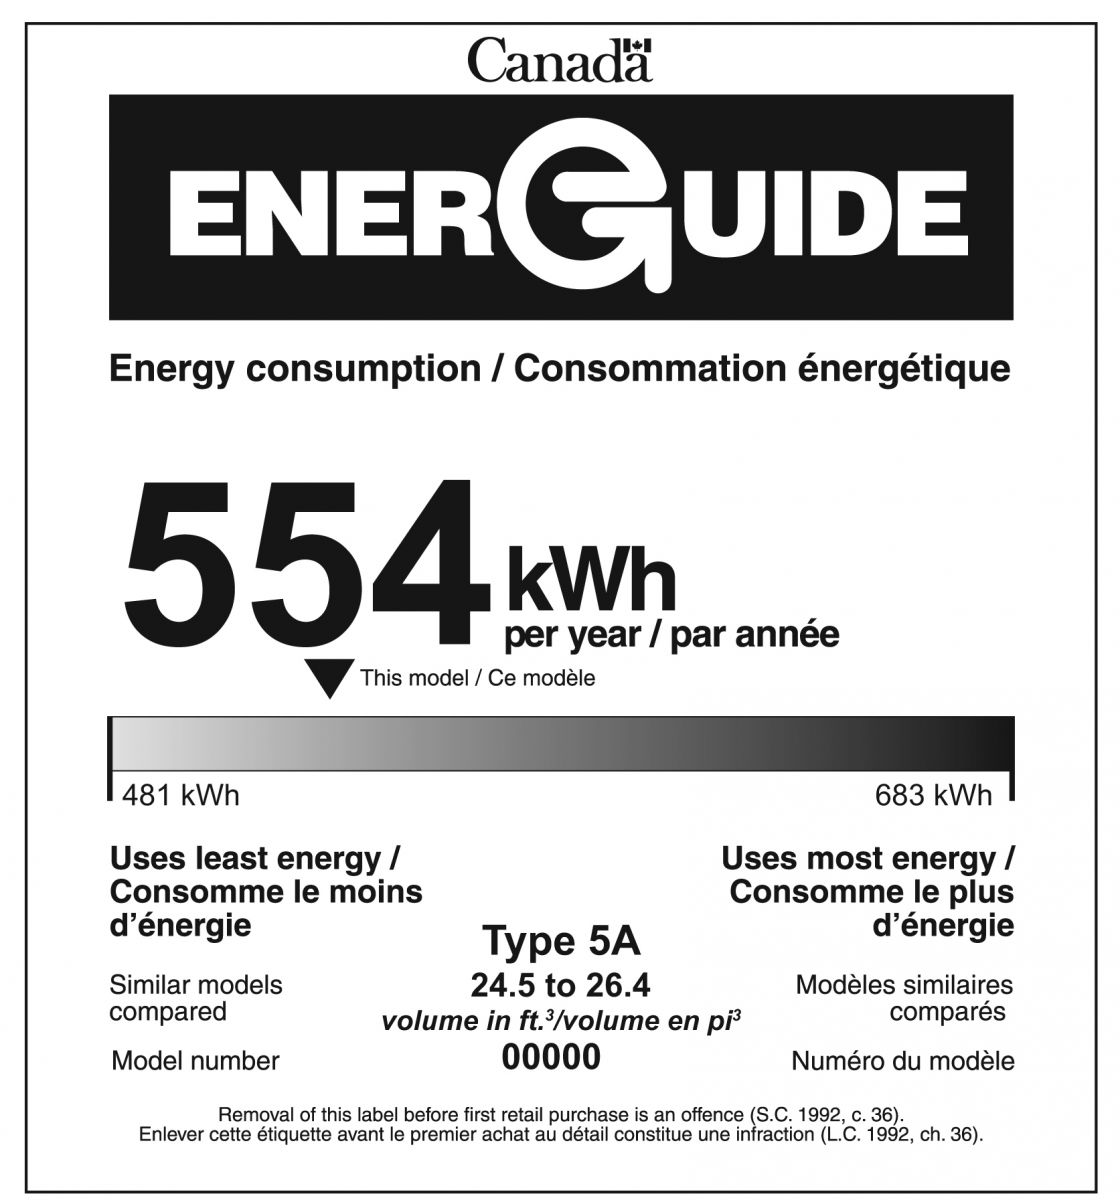 Canada
ENERGUIDE
Energy consumption / Consommation énergétique
554 kWh
per year / par année
This model / Ce modèle
481 kWh
683 kWh
Uses least energy /
Consomme le moins
d’énergie
Uses most energy /
Consomme le plus
d’énergie
Type 5A
Similar models
compared
24.5 to 26.4
volume in ft.³/volume en pi³
Modèles similaires
comparés
Model number
00000
Numéro du modèle
Removal of this label before first retail purchase is an offence (S.C. 1992, c. 36).
Enlever cette étiquette avant le premier achat au détail constitue une infraction (L.C. 1992, ch. 36).